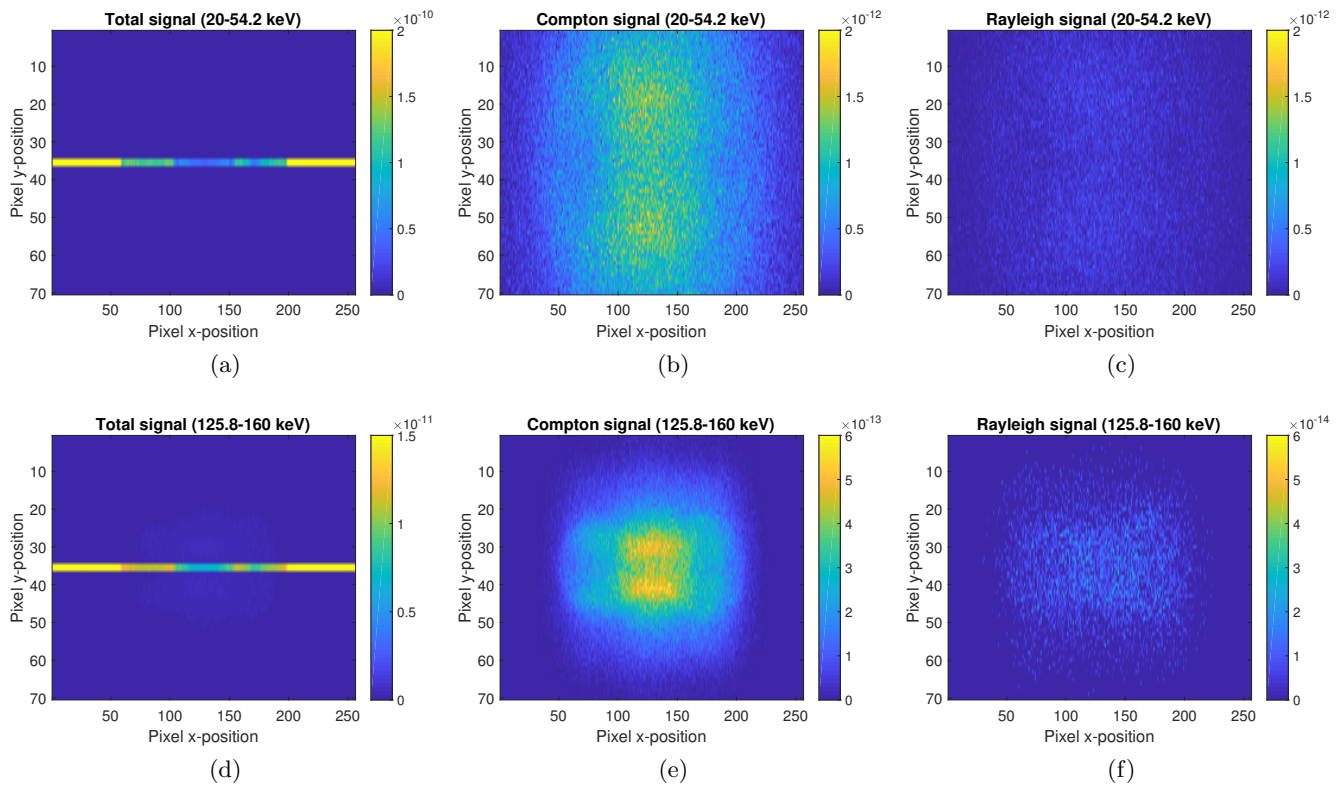 Total signal (20-54.2 keV)
×10^-10
Pixel y-position
10
20
30
40
50
60
70
50 100 150 200 250
Pixel x-position
2
1.5
1
0.5
0
(a)
Compton signal (20-54.2 keV)
×10^-12
Pixel y-position
10
20
30
40
50
60
70
50 100 150 200 250
Pixel x-position
2
1.5
1
0.5
0
(b)
Rayleigh signal (20-54.2 keV)
×10^-12
Pixel y-position
10
20
30
40
50
60
70
50 100 150 200 250
Pixel x-position
2
1.5
1
0.5
0
(c)
Total signal (125.8-160 keV)
×10^-11
Pixel y-position
10
20
30
40
50
60
70
50 100 150 200 250
Pixel x-position
1.5
1
0.5
0
(d)
Compton signal (125.8-160 keV)
×10^-13
Pixel y-position
10
20
30
40
50
60
70
50 100 150 200 250
Pixel x-position
6
5
4
3
2
1
0
(e)
Rayleigh signal (125.8-160 keV)
×10^-14
Pixel y-position
10
20
30
40
50
60
70
50 100 150 200 250
Pixel x-position
6
5
4
3
2
1
0
(f)